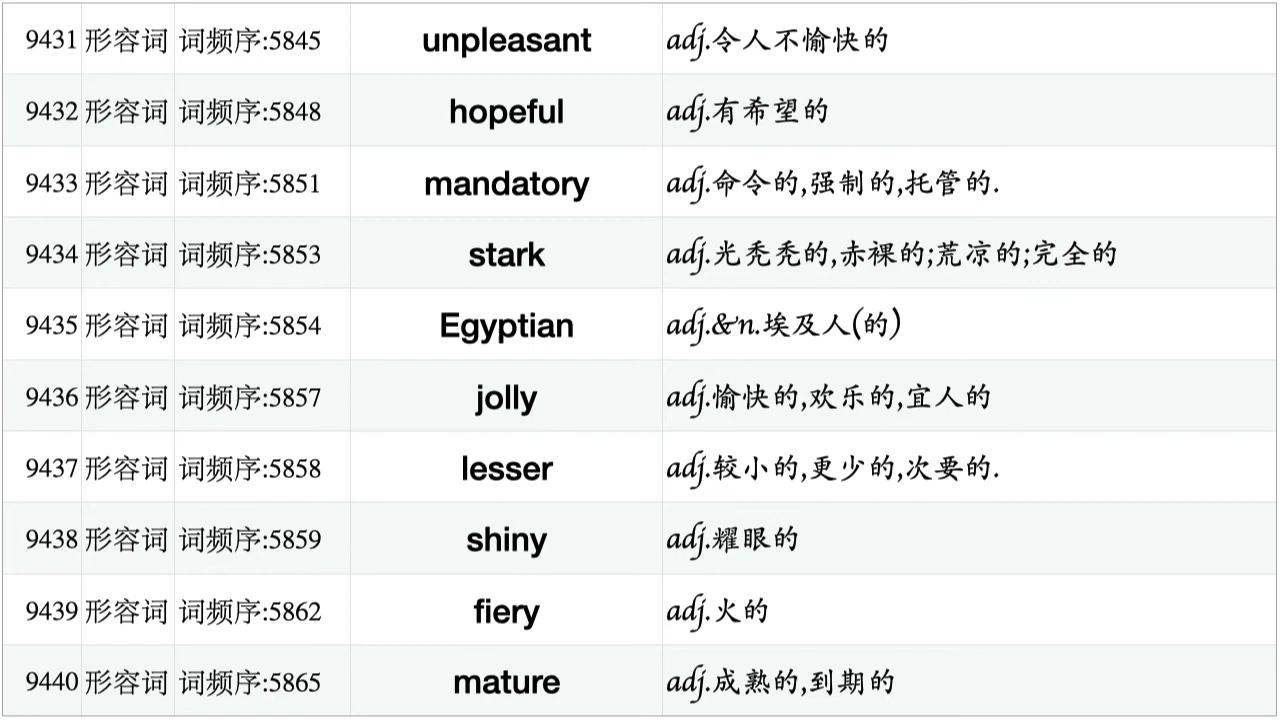 9431 形容词 词频序:5845 unpleasant adj.令人不愉快的
9432 形容词 词频序:5848 hopeful adj.有希望的
9433 形容词 词频序:5851 mandatory adj.命令的,强制的,托管的.
9434 形容词 词频序:5853 stark adj.光秃秃的,赤裸的;荒凉的;完全的
9435 形容词 词频序:5854 Egyptian adj.&n.埃及人(的)
9436 形容词 词频序:5857 jolly adj.愉快的,欢乐的,宜人的
9437 形容词 词频序:5858 lesser adj.较小的,更少的,次要的.
9438 形容词 词频序:5859 shiny adj.耀眼的
9439 形容词 词频序:5862 fiery adj.火的
9440 形容词 词频序:5865 mature adj.成熟的,到期的